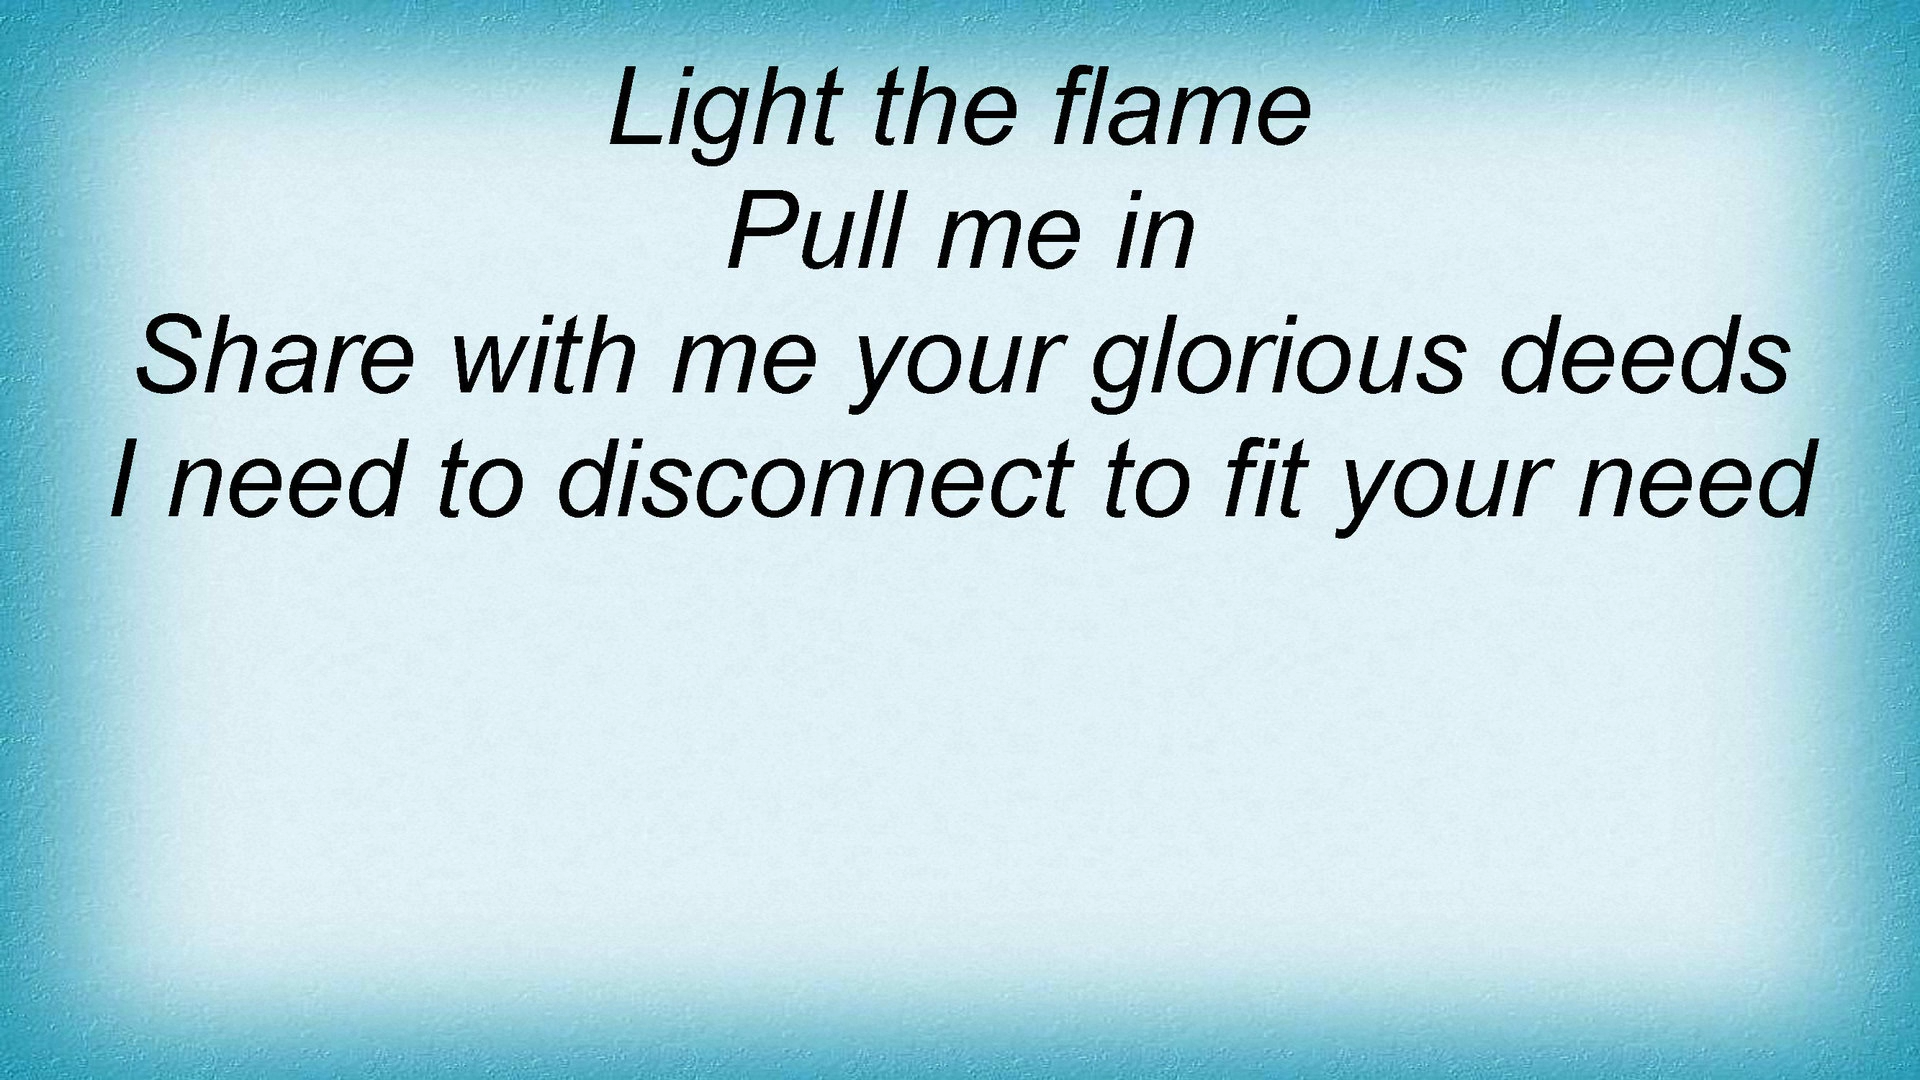 Light the flame
Pull me in
Share with me your glorious deeds
I need to disconnect to fit your need